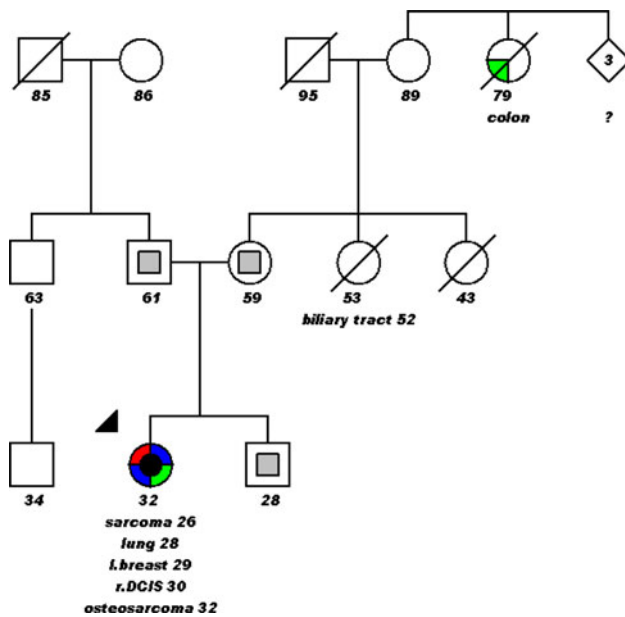 3
85 86 95 89 79 ?
colon
63 61 59 53 43
biliary tract 52
34 32 28
sarcoma 26
lung 28
l.breast 29
r.DCIS 30
osteosarcoma 32